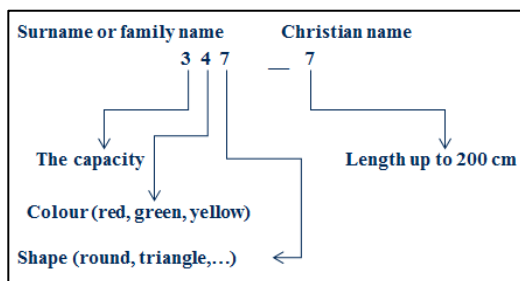 Surname or family name Christian name
3 4 7 _ 7
The capacity Length up to 200 cm
Colour (red, green, yellow)
Shape (round, triangle,...)